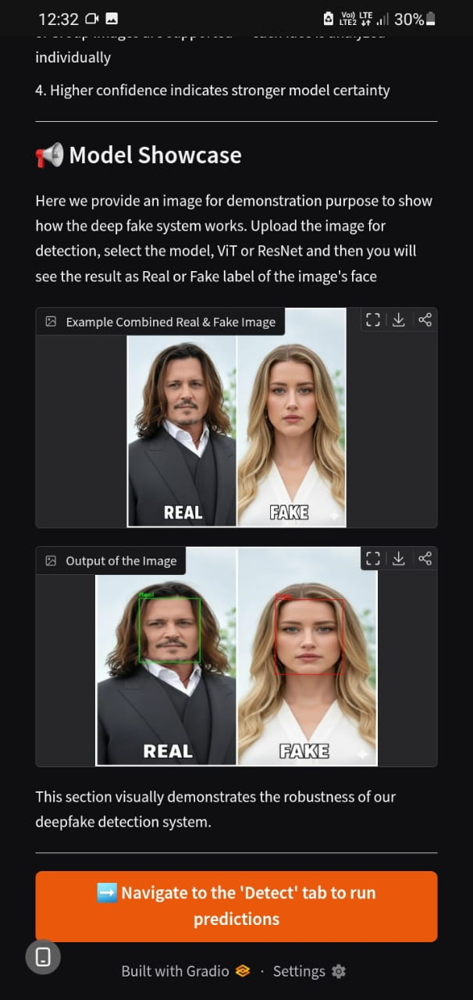 12:32
Vo) LTE
LTE2
30%
individually
4. Higher confidence indicates stronger model certainty
Model Showcase
Here we provide an image for demonstration purpose to show
how the deep fake system works. Upload the image for
detection, select the model, ViT or ResNet and then you will
see the result as Real or Fake label of the image's face
Example Combined Real & Fake Image
REAL FAKE
Output of the Image
Real
REAL FAKE
This section visually demonstrates the robustness of our
deepfake detection system.
Navigate to the 'Detect' tab to run
predictions
Built with Gradio · Settings